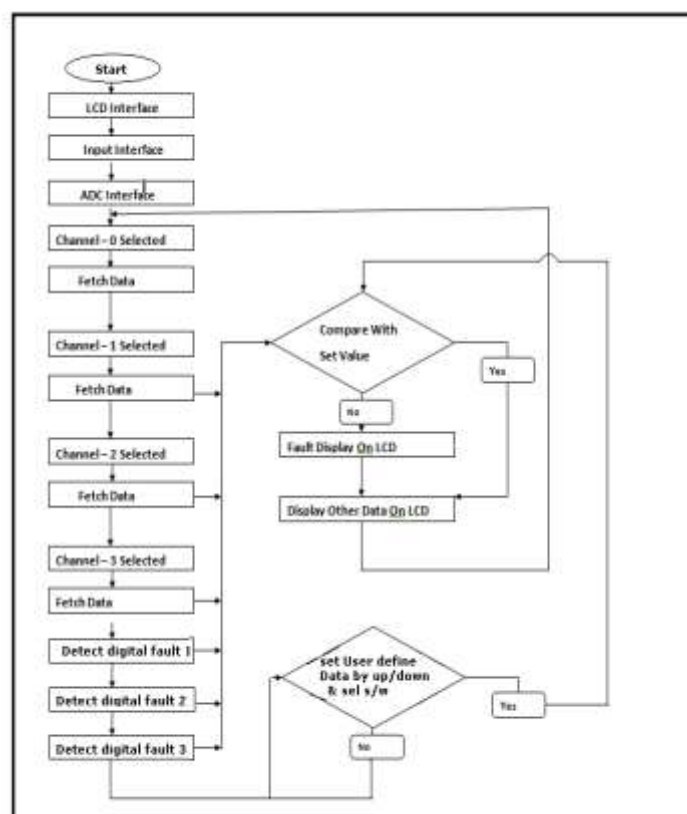 Start
LCD Interface
Input Interface
ADC Interface
Channel – 0 Selected
Fetch Data
Channel – 1 Selected
Fetch Data
Channel – 2 Selected
Fetch Data
Channel – 3 Selected
Fetch Data
Detect digital fault 1
Detect digital fault 2
Detect digital fault 3
Compare With
Set Value
Yes
No
Fault Display On LCD
Display Other Data On LCD
set User define
Data by up/down
& sel s/w
Yes
No